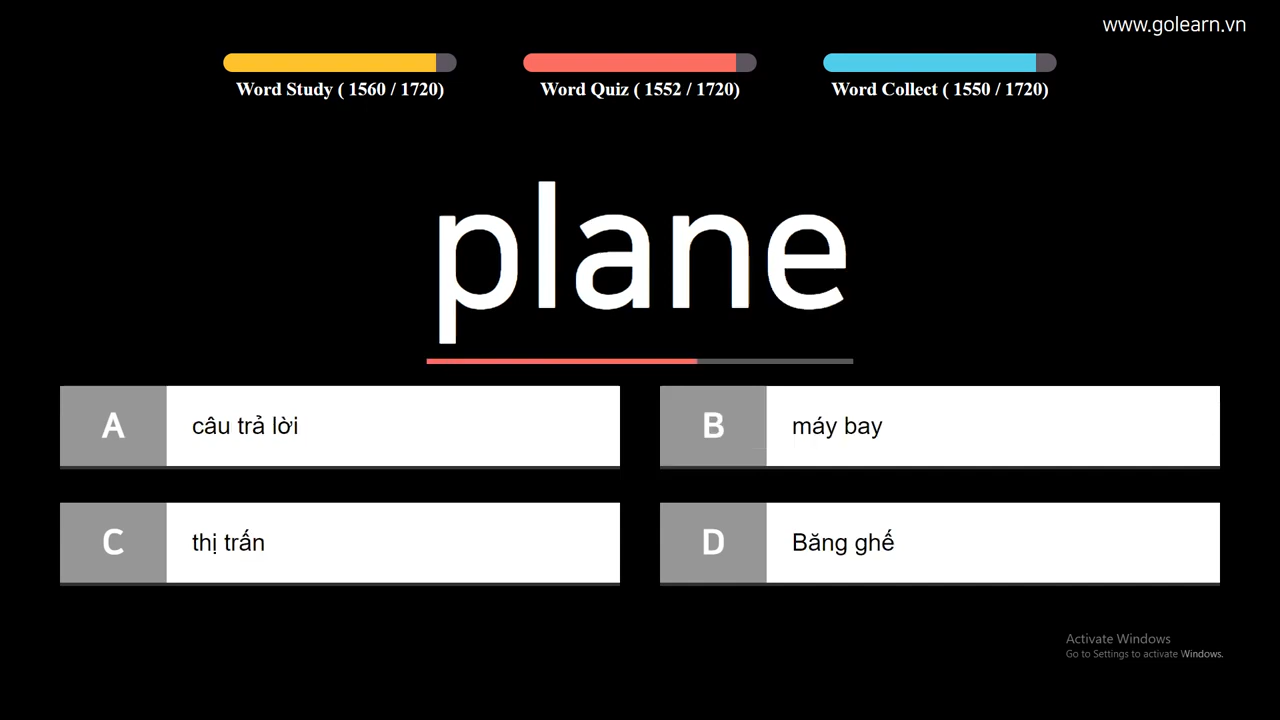 www.golearn.vn
Word Study ( 1560 / 1720)
Word Quiz ( 1552 / 1720)
Word Collect ( 1550 / 1720)
plane
A câu trả lời
B máy bay
C thị trấn
D Băng ghế
Activate Windows
Go to Settings to activate Windows.